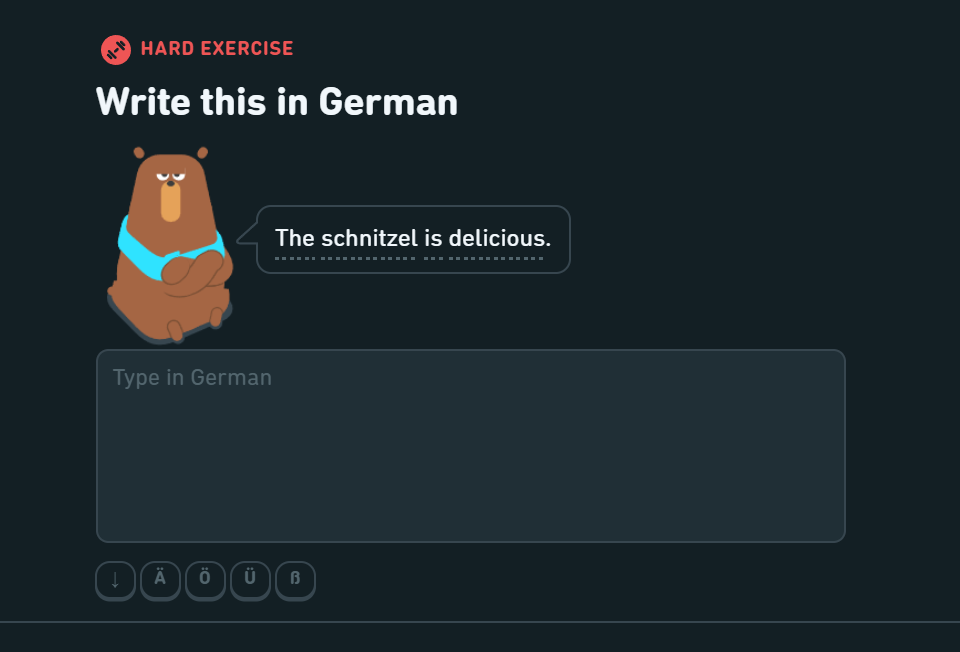 HARD EXERCISE
Write this in German
The schnitzel is delicious.
Type in German
↓ Ä Ö Ü ß